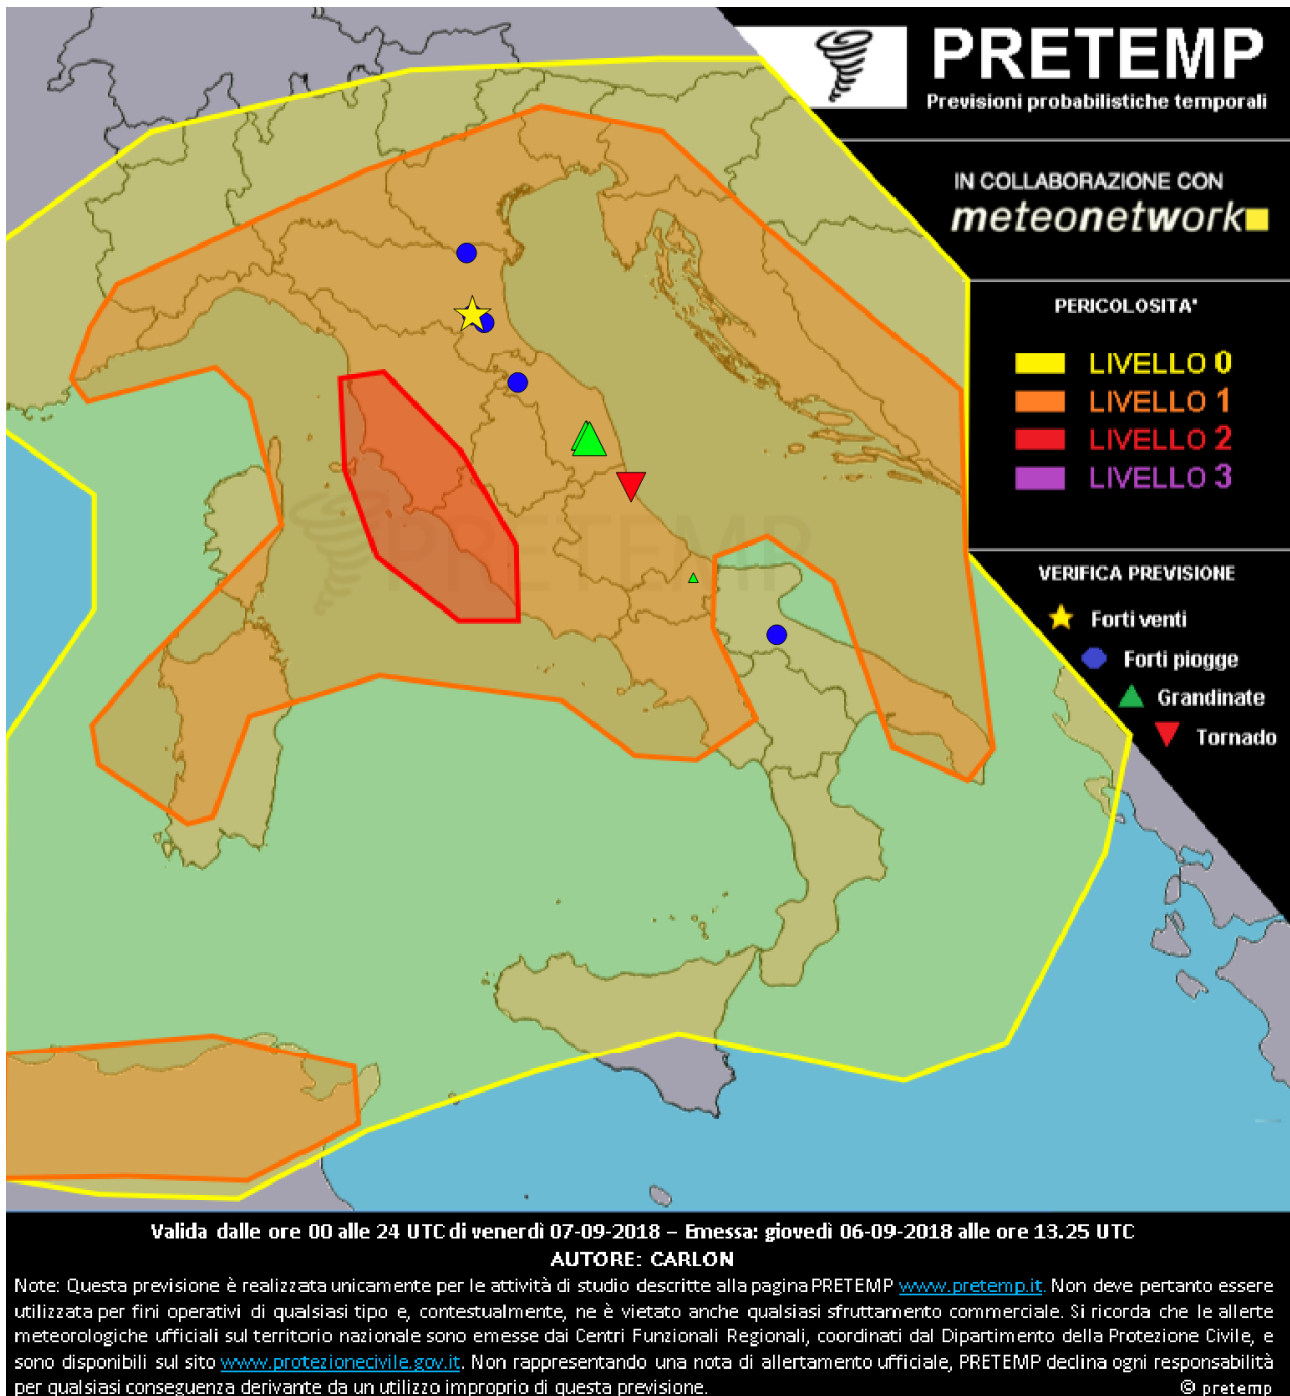 PRETEMP
Previsioni probabilistiche temporali
IN COLLABORAZIONE CON
meteonetwork
PERICOLOSITA'
LIVELLO 0
LIVELLO 1
LIVELLO 2
LIVELLO 3
VERIFICA PREVISIONE
Forti venti
Forti piogge
Grandinate
Tornado
PRETEMP
Valida dalle ore 00 alle 24 UTC di venerdì 07-09-2018 – Emessa: giovedì 06-09-2018 alle ore 13.25 UTC
AUTORE: CARLON
Note: Questa previsione è realizzata unicamente per le attività di studio descritte alla pagina PRETEMP www.pretemp.it. Non deve pertanto essere
utilizzata per fini operativi di qualsiasi tipo e, contestualmente, ne è vietato anche qualsiasi sfruttamento commerciale. Si ricorda che le allerte
meteorologiche ufficiali sul territorio nazionale sono emesse dai Centri Funzionali Regionali, coordinati dal Dipartimento della Protezione Civile, e
sono disponibili sul sito www.protezionecivile.gov.it. Non rappresentando una nota di allertamento ufficiale, PRETEMP declina ogni responsabilità
per qualsiasi conseguenza derivante da un utilizzo improprio di questa previsione. © pretemp